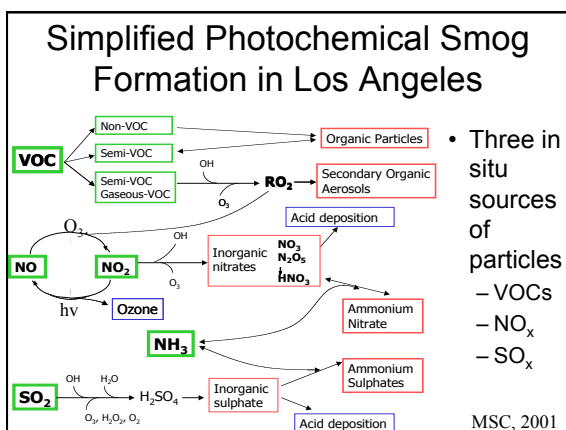 Simplified Photochemical Smog
Formation in Los Angeles
VOC
Non-VOC
Semi-VOC
Semi-VOC
Gaseous-VOC
OH
O₃
RO₂
Organic Particles
Secondary Organic
Aerosols
Acid deposition
O₃,
NO
NO₂
hv
Ozone
OH
O₃
Inorganic
nitrates
NO₃
N₂O₅
HNO₃
Ammonium
Nitrate
NH₃
Ammonium
Sulphates
SO₂
OH
H₂O
O₃, H₂O₂, O₂
H₂SO₄
Inorganic
sulphate
Acid deposition
• Three in
situ
sources
of
particles
– VOCs
– NOₓ
– SOₓ
MSC, 2001